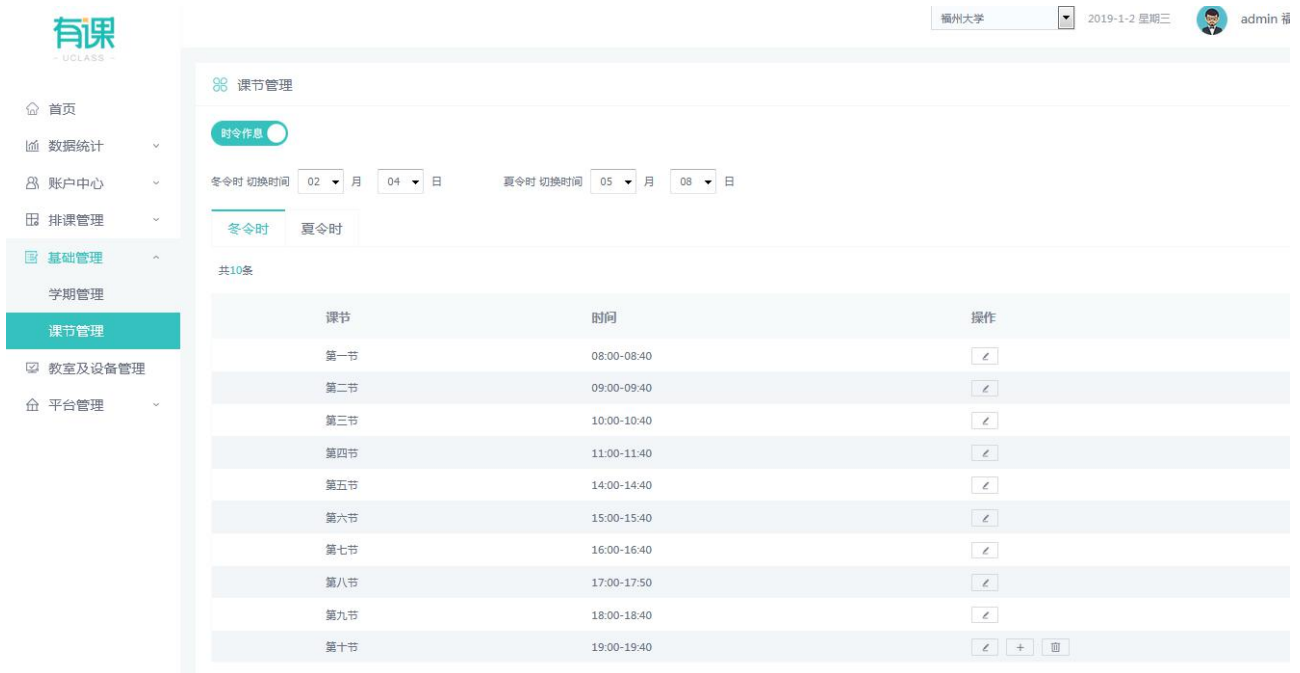 有课
- UCLASS -
福州大学
2019-1-2 星期三
admin 福
首页
数据统计
账户中心
排课管理
基础管理
学期管理
课节管理
教室及设备管理
平台管理
课节管理
时令作息
冬令时 切换时间 02 月 04 日 夏令时 切换时间 05 月 08 日
冬令时 夏令时
共10条
课节 时间 操作
第一节 08:00-08:40
第二节 09:00-09:40
第三节 10:00-10:40
第四节 11:00-11:40
第五节 14:00-14:40
第六节 15:00-15:40
第七节 16:00-16:40
第八节 17:00-17:50
第九节 18:00-18:40
第十节 19:00-19:40